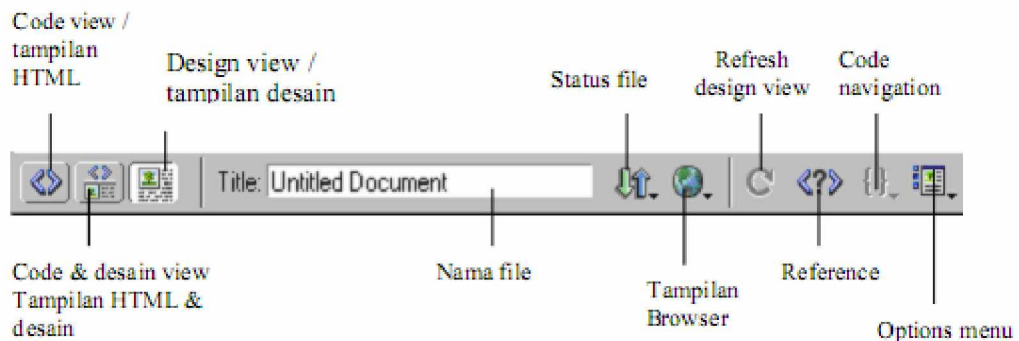 Code view /
tampilan
HTML
Design view /
tampilan desain
Status file
Refresh
design view
Code
navigation
Title: Untitled Document
Code & desain view
Tampilan HTML &
desain
Nama file
Tampilan
Browser
Reference
Options menu